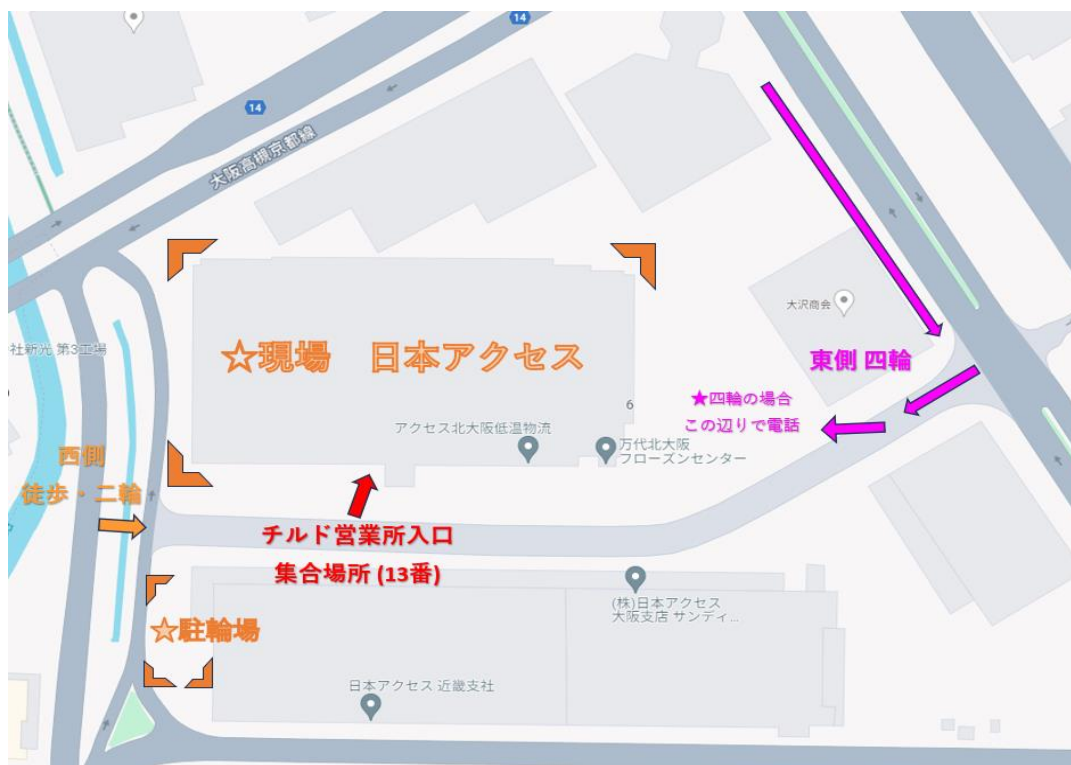 14
14
大阪高槻京都線
社新光 第3工場
大沢商会
☆現場　日本アクセス
東側 四輪
★四輪の場合
この辺りで電話
6
アクセス北大阪低温物流
万代北大阪
フローズンセンター
西側
徒歩・二輪
チルド営業所入口
集合場所 (13番)
(株)日本アクセス
大阪支店 サンディ...
☆駐輪場
日本アクセス 近畿支社